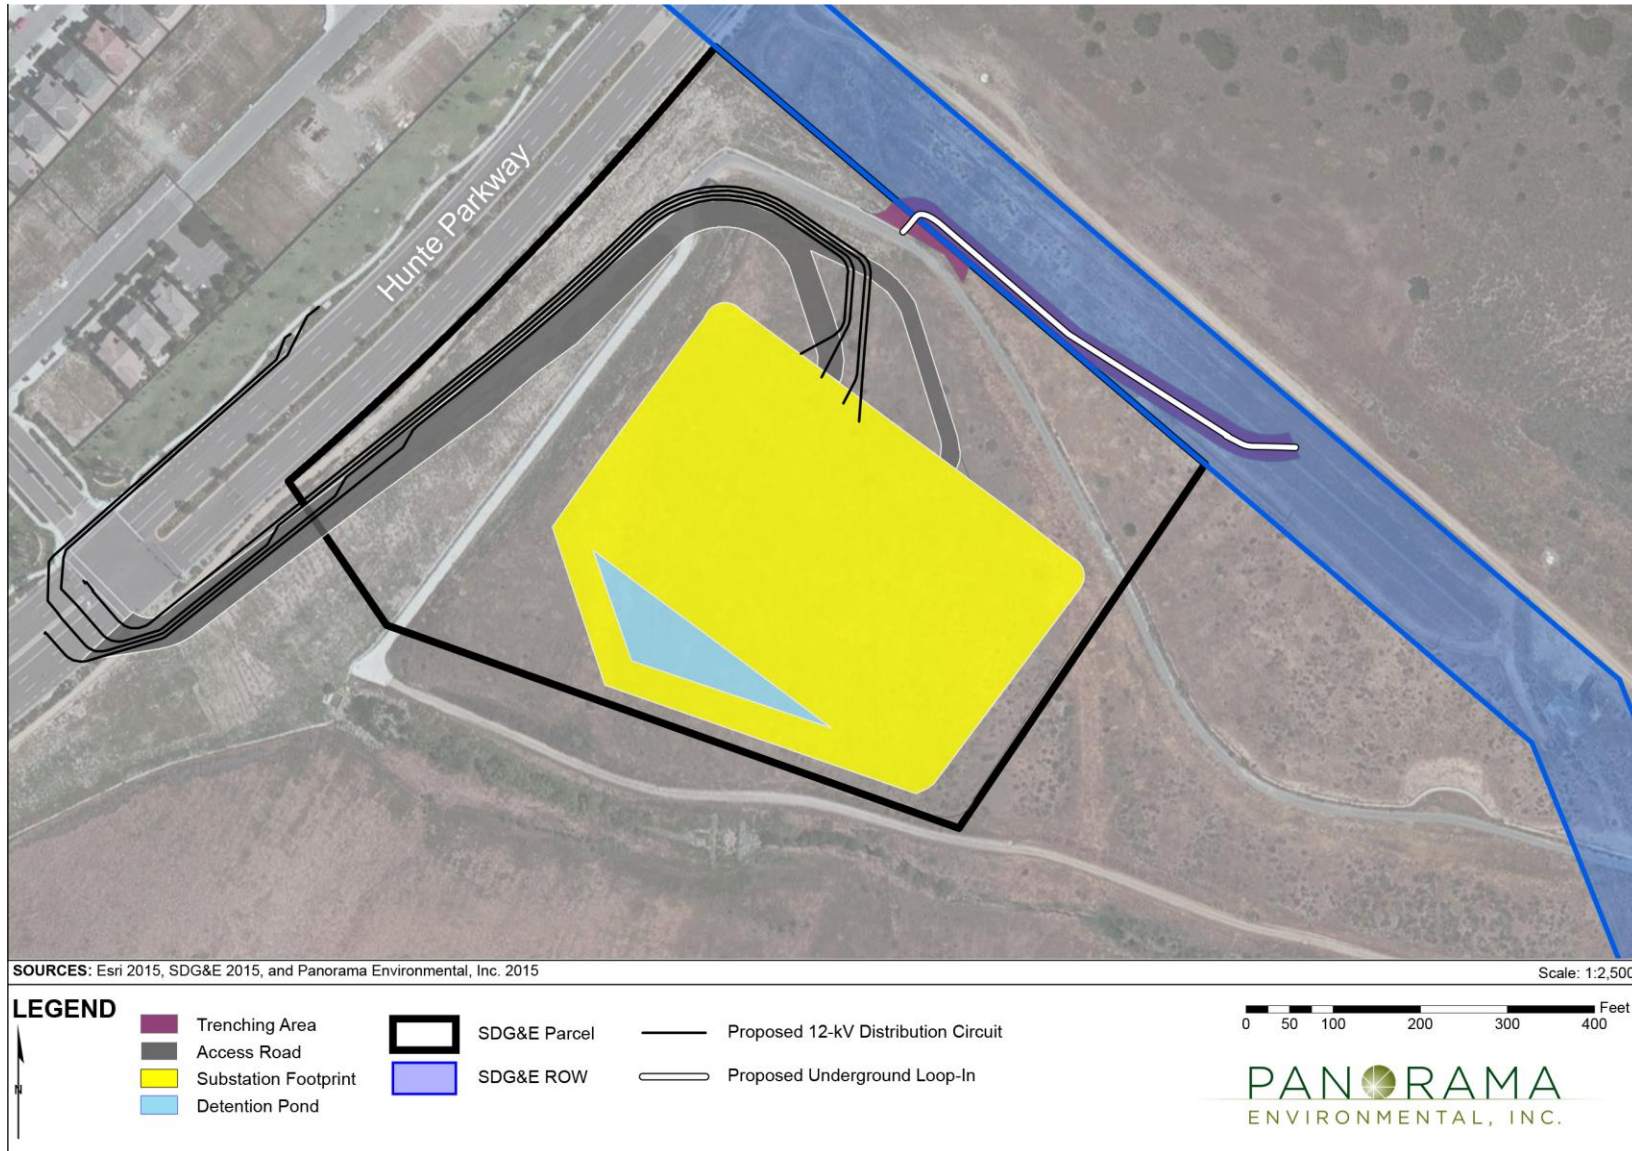 Hunte Parkway
SOURCES: Esri 2015, SDG&E 2015, and Panorama Environmental, Inc. 2015
Scale: 1:2,500
LEGEND
N
Trenching Area
Access Road
Substation Footprint
Detention Pond
SDG&E Parcel
SDG&E ROW
Proposed 12-kV Distribution Circuit
Proposed Underground Loop-In
Feet
0 50 100 200 300 400
PANORAMA
ENVIRONMENTAL, INC.